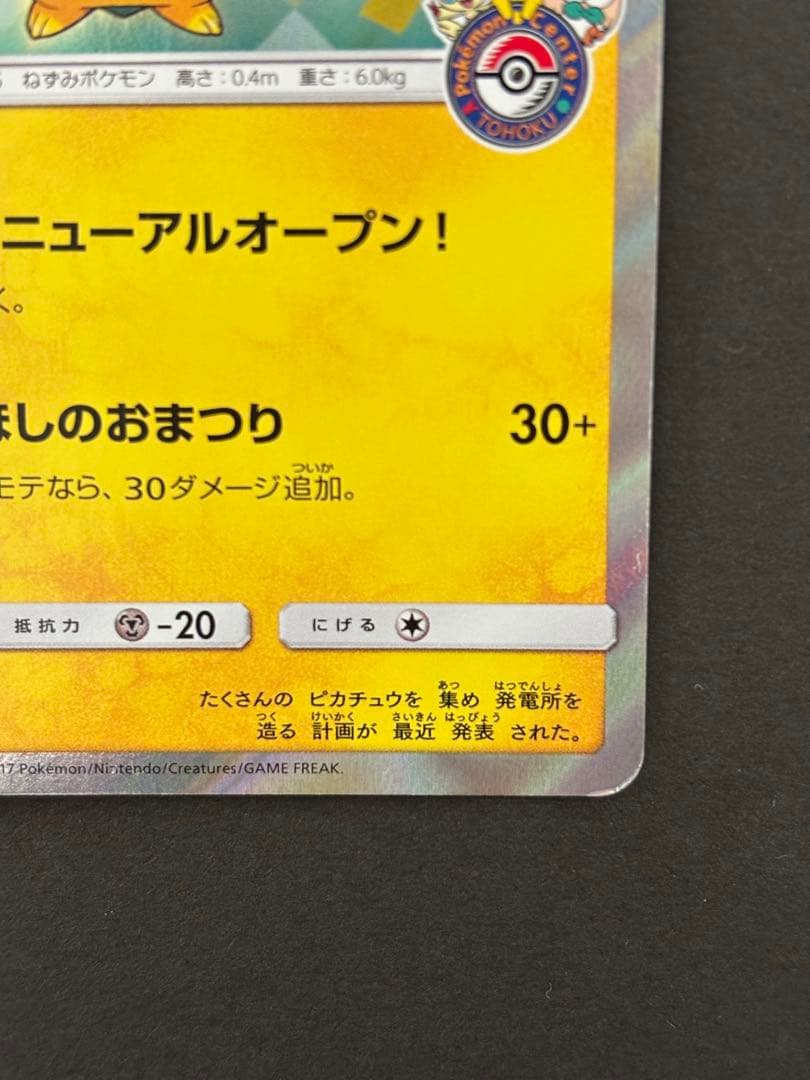 ねずみポケモン 高さ：0.4m 重さ：6.0kg
Pokémon Center
TOHOKU
ニューアルオープン！
く。
ほしのおまつり 30+
ついか
モテなら、30ダメージ追加。
抵抗力 -20 にげる
あつ はつでんしょ
たくさんの ピカチュウを 集め 発電所を
つく けいかく さいきん はっぴょう
造る 計画が 最近 発表 された。
17 Pokémon/Nintendo/Creatures/GAME FREAK.